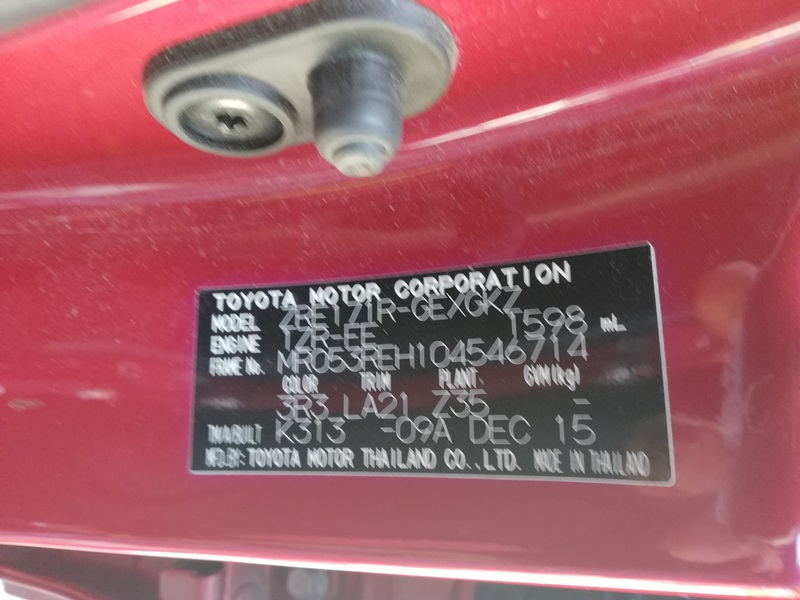 TOYOTA MOTOR CORPORATION
MODEL ZRE171R-GEXGKZ
ENGINE 1ZR-FE 1598 mL
FRAME No. MR053REH104546714
COLOR TRIM PLANT. GVM(kg)
3R3 LA21 Z35 -
TM/A/BUILT K313 -09A DEC 15
MFD.BY: TOYOTA MOTOR THAILAND CO.,LTD. MADE IN THAILAND